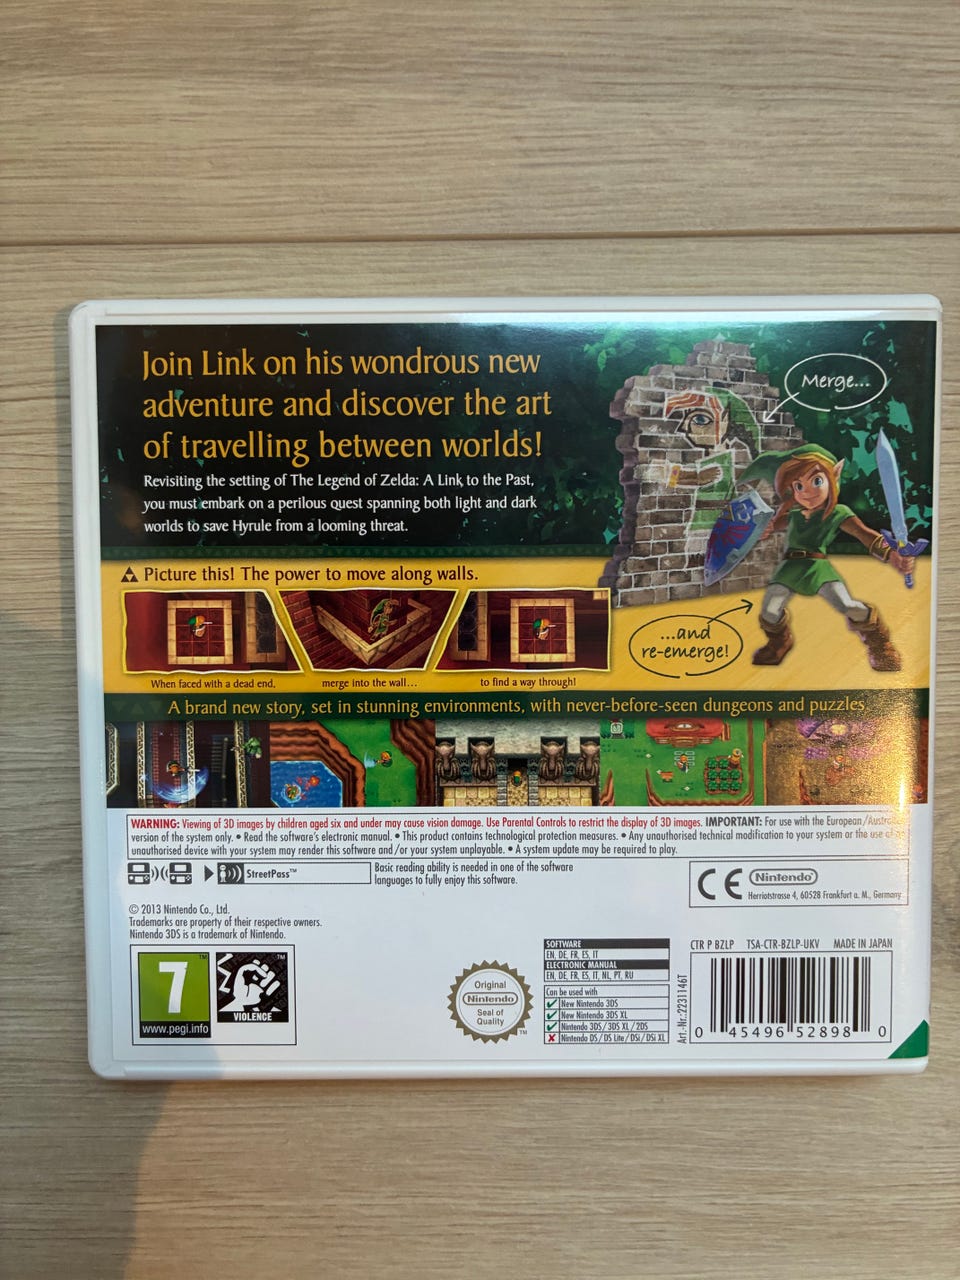 Join Link on his wondrous new
adventure and discover the art
of travelling between worlds!
Revisiting the setting of The Legend of Zelda: A Link to the Past,
you must embark on a perilous quest spanning both light and dark
worlds to save Hyrule from a looming threat.
Merge...
Picture this! The power to move along walls.
...and
re-emerge!
When faced with a dead end,
merge into the wall...
to find a way through!
A brand new story, set in stunning environments, with never-before-seen dungeons and puzzles.
WARNING: Viewing of 3D images by children aged six and under may cause vision damage. Use Parental Controls to restrict the display of 3D images. IMPORTANT: For use with the European/
version of the system only. • Read the software's electronic manual. • This product contains technological protection measures. • Any unauthorised technical modification to your system or the use of
unauthorised device with your system may render this software and/or your system unplayable. • A system update may be required to play.
StreetPass™
Basic reading ability is needed in one of the software
languages to fully enjoy this software.
CE
Nintendo
Herriotstrasse 4, 60528 Frankfurt a. M., Germany
© 2013 Nintendo Co., Ltd.
Trademarks are property of their respective owners.
Nintendo 3DS is a trademark of Nintendo.
7
TM
www.pegi.info
TM
VIOLENCE
Original
Nintendo
Seal of
Quality
TM
SOFTWARE
EN, DE, FR, ES, IT
ELECTRONIC MANUAL
EN, DE, FR, ES, IT, NL, PT, RU
Can be used with
New Nintendo 3DS
New Nintendo 3DS XL
Nintendo 3DS/3DS XL/2DS
Nintendo DS/DS Lite/DSi/DSi XL
Art.-Nr.:2231146T
CTR P BZLP TSA-CTR-BZLP-UKV MADE IN JAPAN
0 45496 52898 0